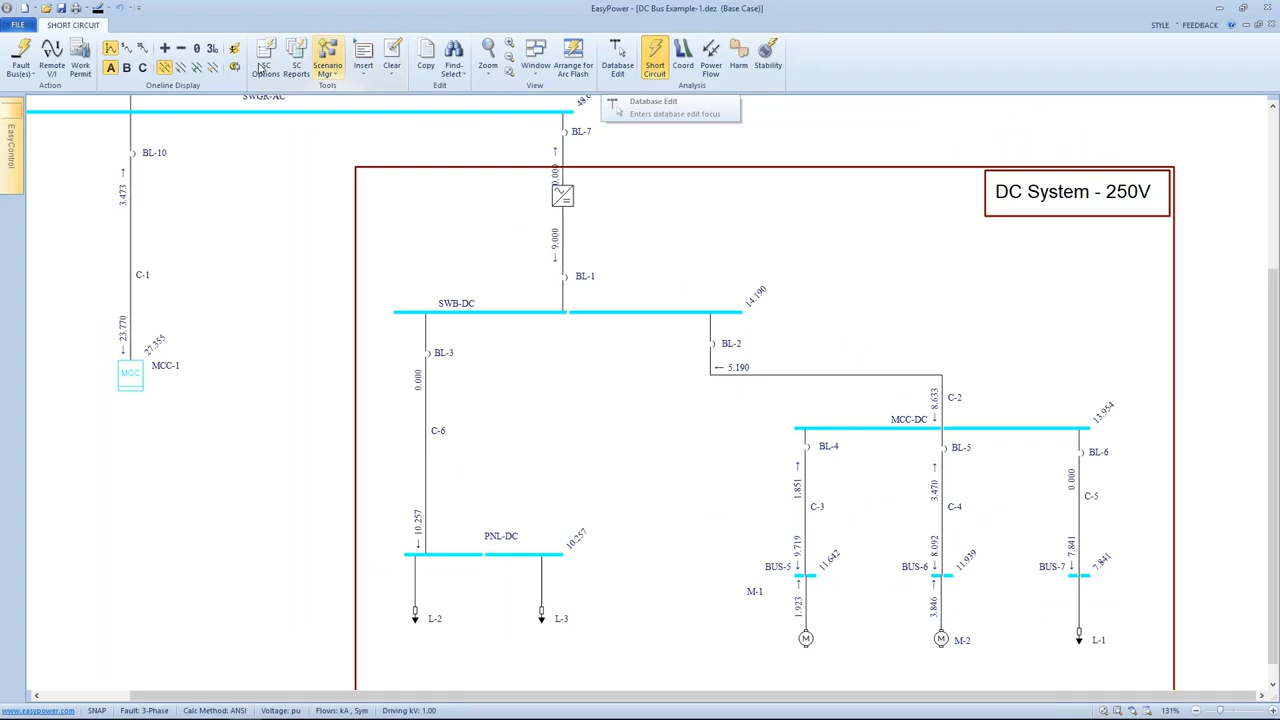 EasyPower - [DC Bus Example-1.dez (Base Case)]
FILE
SHORT CIRCUIT
STYLE
FEEDBACK
Fault Bus(s)
Remote V/I
Work Permit
A B C
0
SC Options
SC Reports
Scenario Mgr
Insert
Clear
Copy
Find-Select
Zoom
Window
Arrange for Arc Flash
Database Edit
Short Circuit
Coord
Power Flow
Harm
Stability
Action
Oneline Display
Tools
Edit
View
Analysis
Database Edit
Enters database edit focus
EasyControl
SWGR-AC
BL-7
BL-10
3.473
DC System - 250V
9.000
C-1
BL-1
14.190
SWB-DC
23.770
27.355
BL-2
BL-3
MCC
MCC-1
5.190
0.000
8.633
C-2
13.954
MCC-DC
C-6
BL-4
BL-5
BL-6
1.851
3.470
0.000
C-3
C-4
C-5
10.257
PNL-DC
10.257
9.719
8.092
7.841
11.642
11.939
7.841
BUS-5
BUS-6
BUS-7
M-1
1.923
3.846
L-2
L-3
M
M
M-2
L-1
www.easypower.com
SNAP
Fault: 3-Phase
Calc Method: ANSI
Voltage: pu
Flows: kA , Sym
Driving kV: 1.00
131%